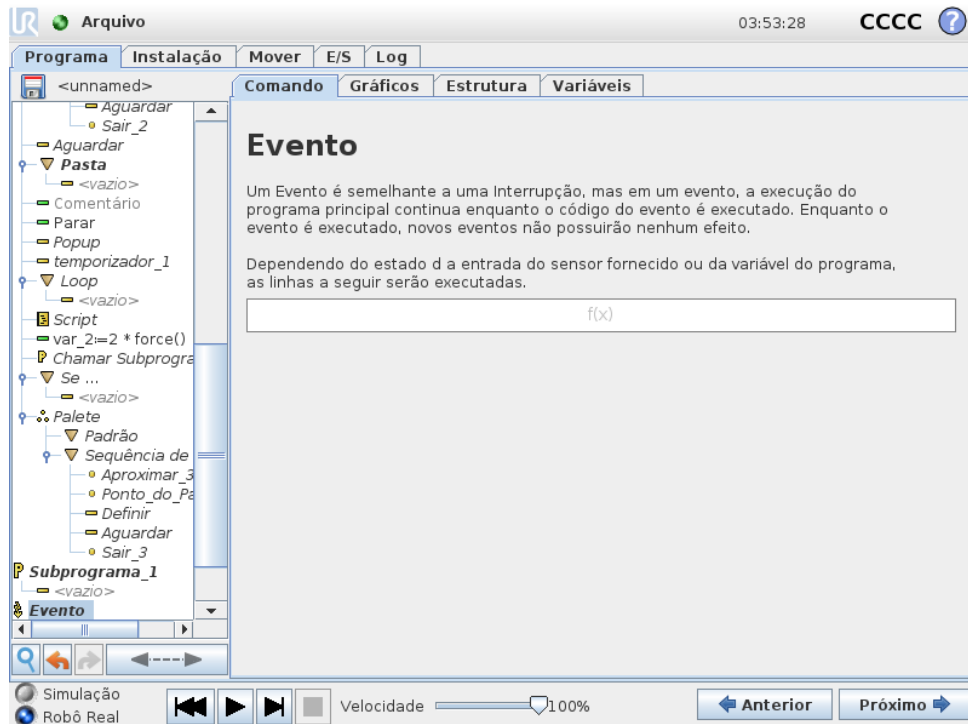 Arquivo
03:53:28
CCCC
?
Programa
Instalação
Mover
E/S
Log
<unnamed>
Comando
Gráficos
Estrutura
Variáveis
Aguardar
Sair_2
Aguardar
Pasta
<vazio>
Comentário
Parar
Popup
temporizador_1
Loop
<vazio>
Script
var_2:=2 * force()
Chamar Subprogra
Se ...
<vazio>
Palete
Padrão
Sequência de
Aproximar_3
Ponto_do_Pa
Definir
Aguardar
Sair_3
Subprograma_1
<vazio>
Evento
Evento
Um Evento é semelhante a uma Interrupção, mas em um evento, a execução do
programa principal continua enquanto o código do evento é executado. Enquanto o
evento é executado, novos eventos não possuirão nenhum efeito.
Dependendo do estado d a entrada do sensor fornecido ou da variável do programa,
as linhas a seguir serão executadas.
f(x)
Simulação
Robô Real
Velocidade
100%
Anterior
Próximo